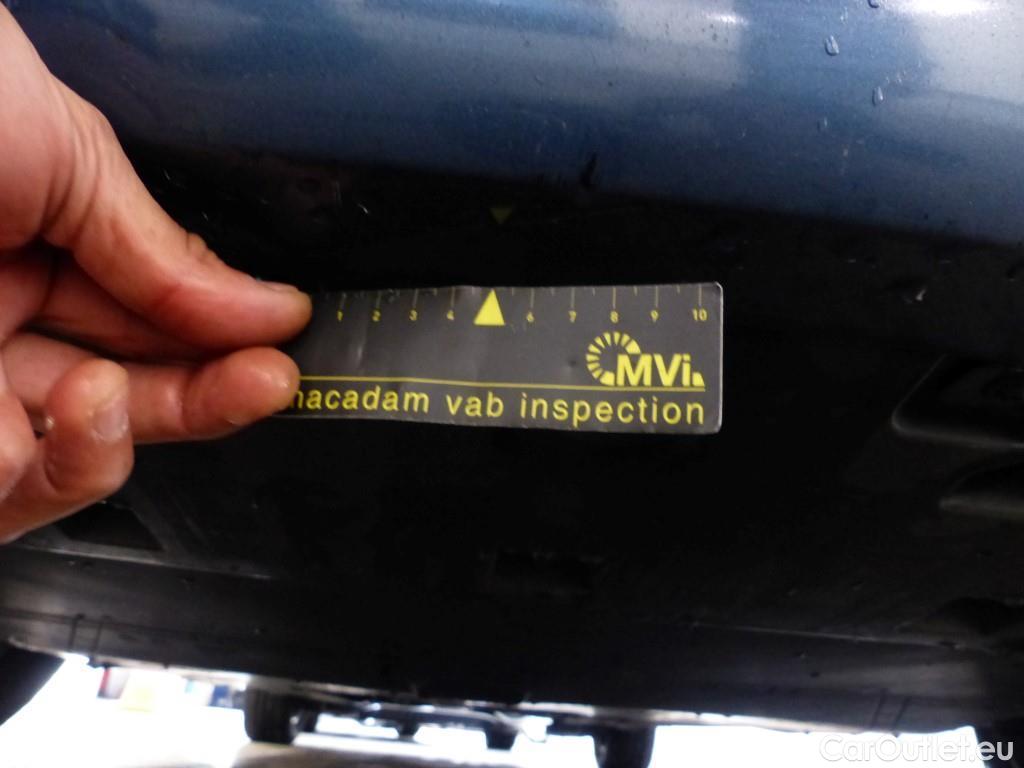 1 2 3 4 6 7 8 9 10
MVi.
macadam vab inspection
CarOutlet.eu